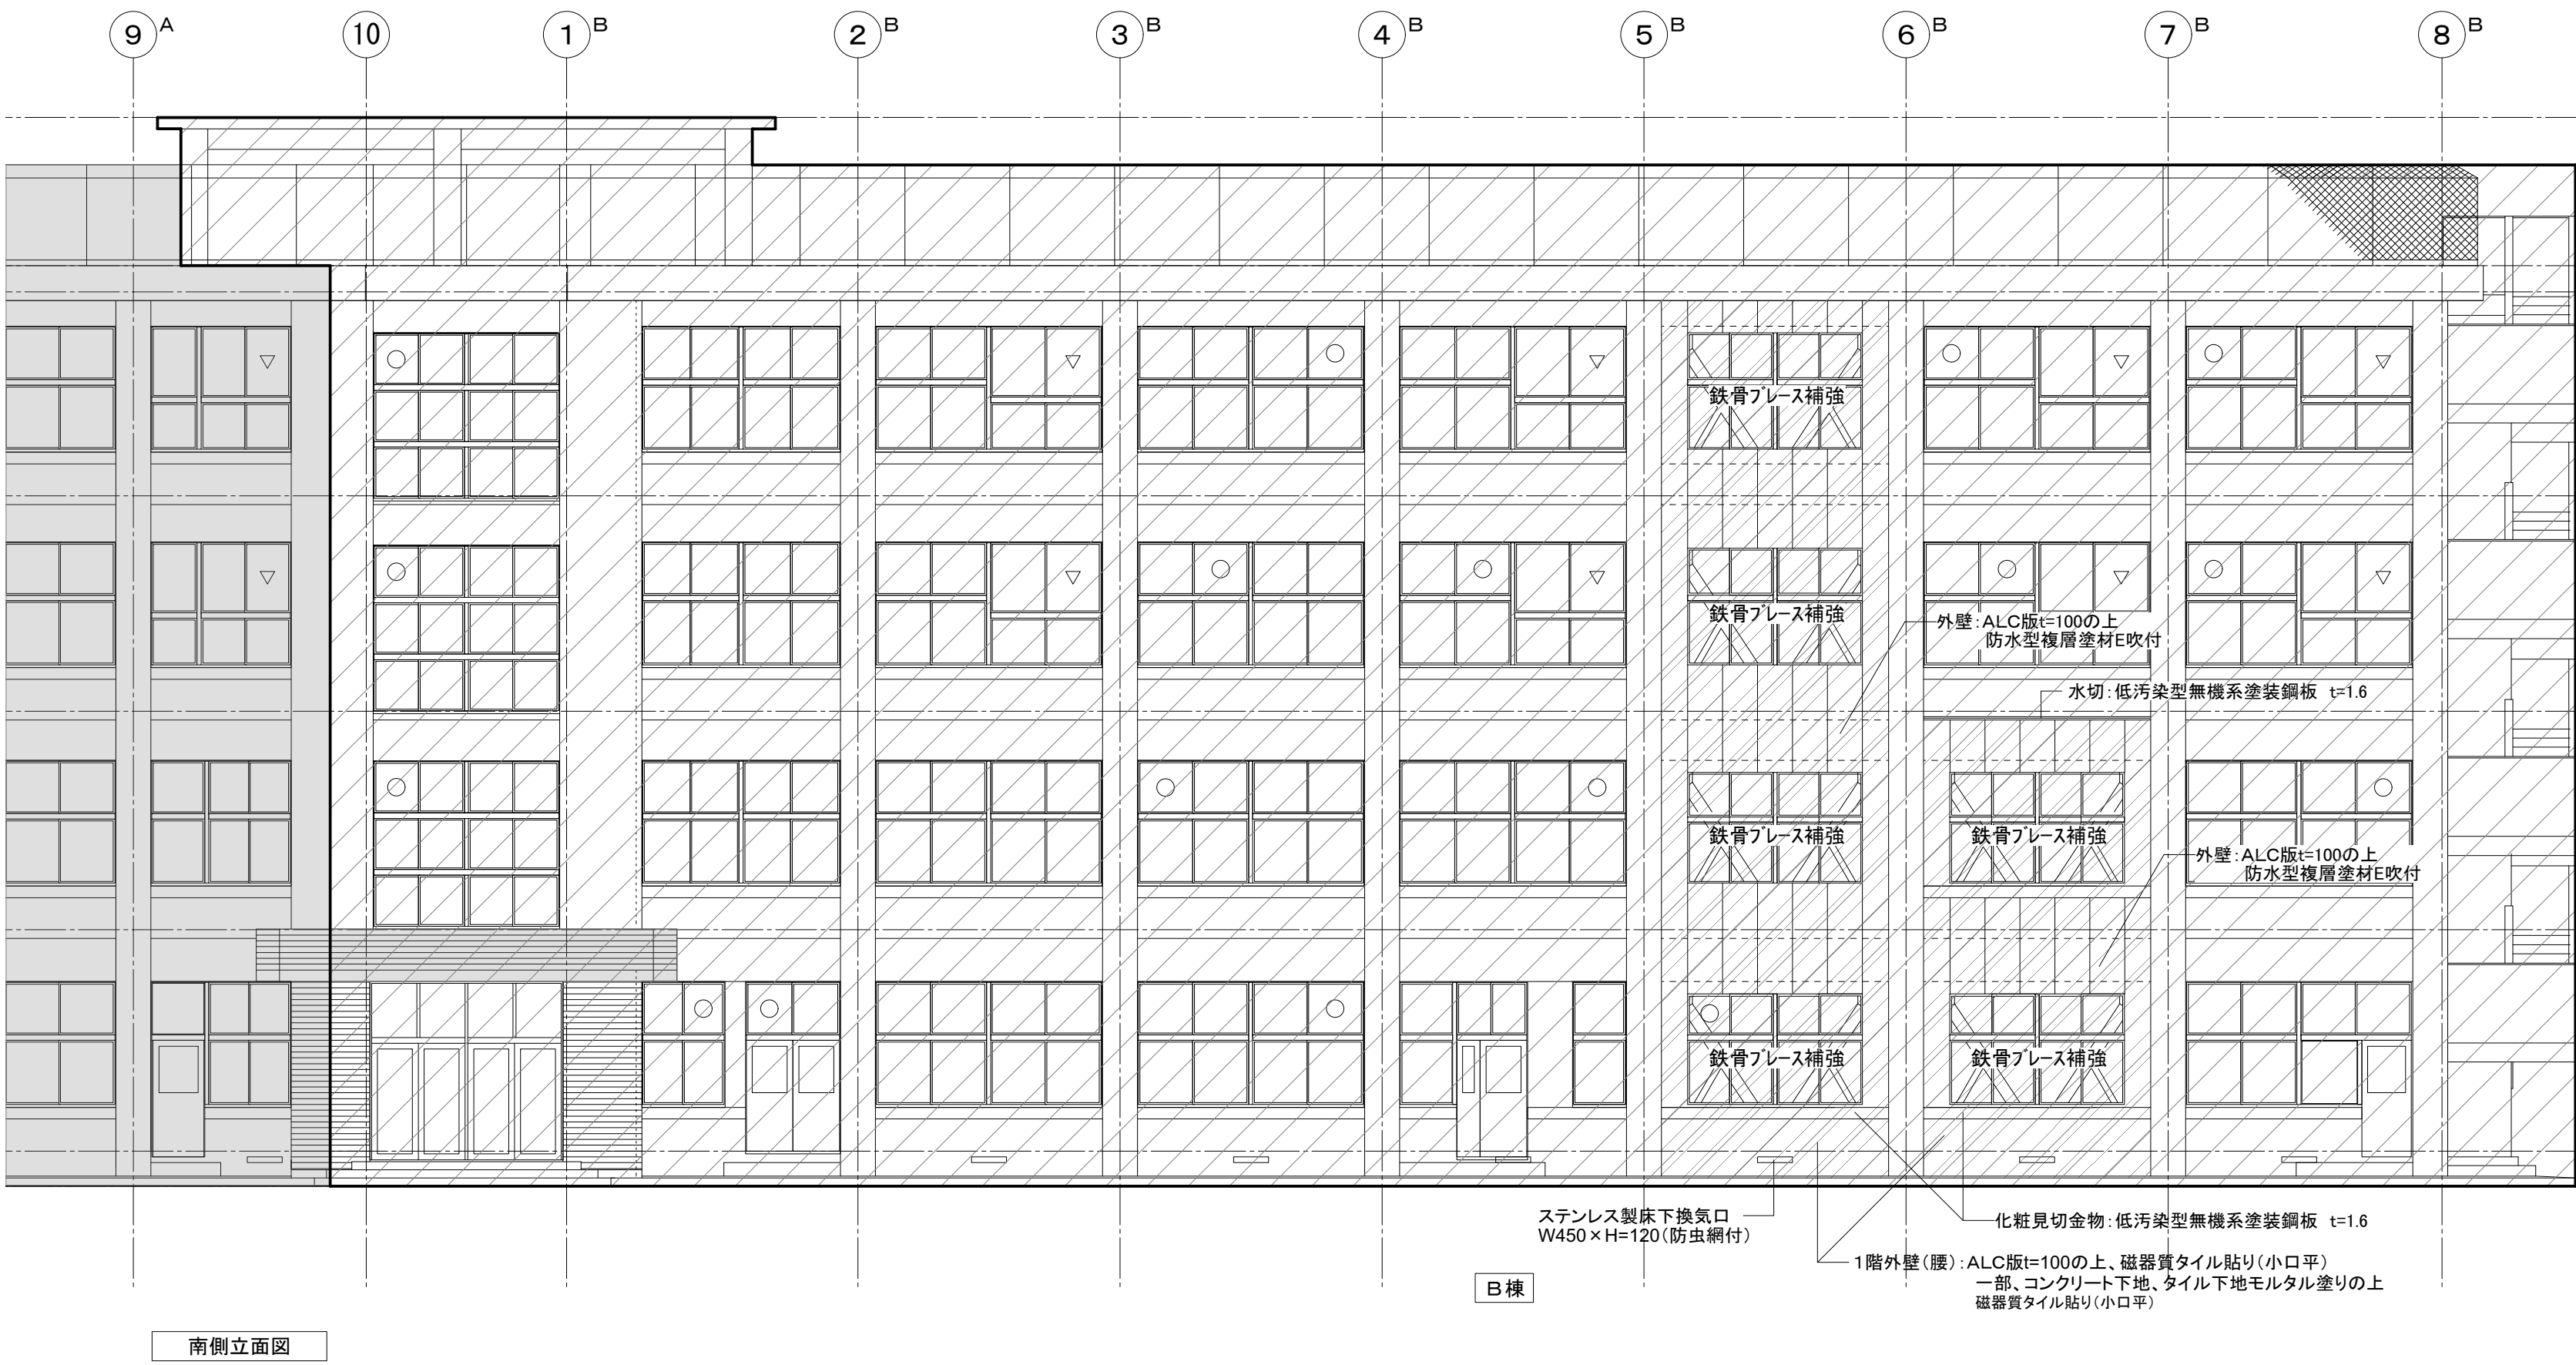 9 A
10
1 B
2 B
3 B
4 B
5 B
6 B
7 B
8 B
鉄骨ブレース補強
鉄骨ブレース補強
外壁：ALC版t=100の上
防水型複層塗材E吹付
水切：低汚染型無機系塗装鋼板 t=1.6
鉄骨ブレース補強
鉄骨ブレース補強
外壁：ALC版t=100の上
防水型複層塗材E吹付
鉄骨ブレース補強
鉄骨ブレース補強
ステンレス製床下換気口
W450×H=120（防虫網付）
化粧見切金物：低汚染型無機系塗装鋼板 t=1.6
1階外壁（腰）：ALC版t=100の上、磁器質タイル貼り（小口平）
一部、コンクリート下地、タイル下地モルタル塗りの上
磁器質タイル貼り（小口平）
B棟
南側立面図